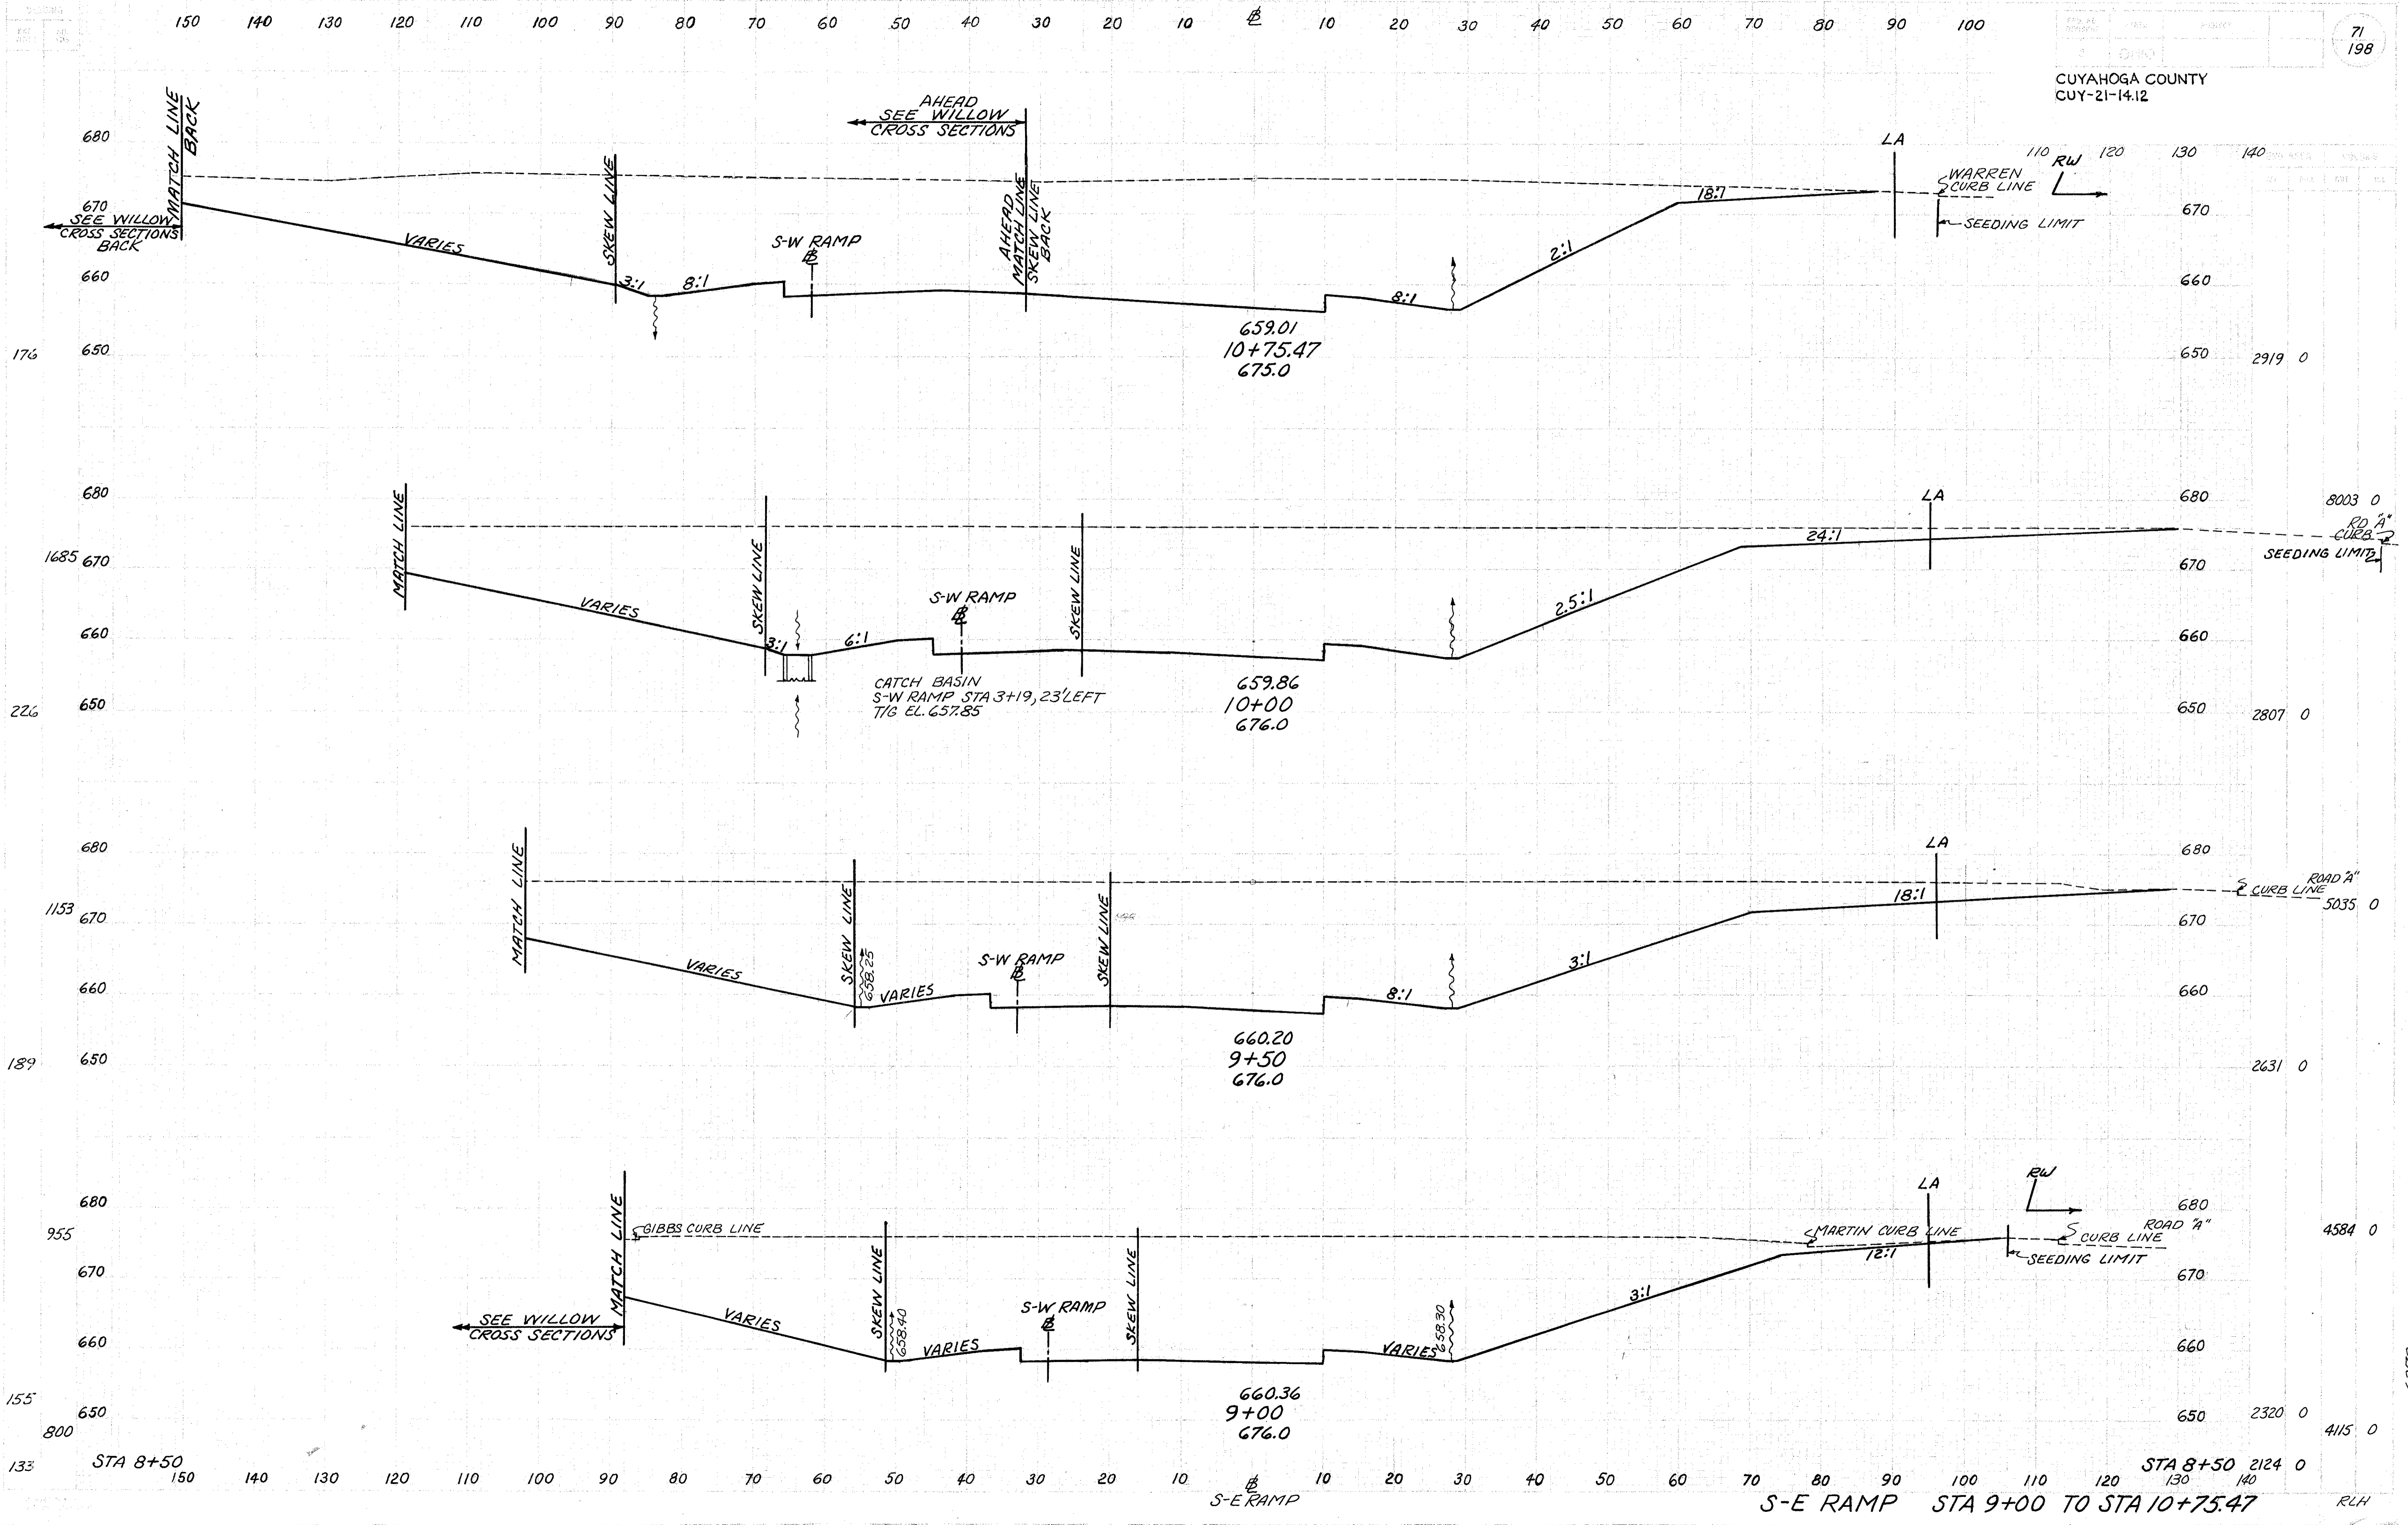 150 140 130 120 110 100 90 80 70 60 50 40 30 20 10 ℄ 10 20 30 40 50 60 70 80 90 100
71
198
CUYAHOGA COUNTY
CUY-21-14.12
MATCH LINE
BACK
AHEAD
SEE WILLOW
CROSS SECTIONS
LA
110 RW 120 130 140
680
WARREN
CURB LINE
SEEDING LIMIT
670
SEE WILLOW
CROSS SECTIONS
BACK
VARIES
SKEW LINE
3:1
8:1
S-W RAMP
AHEAD
MATCH LINE
SKEW LINE
BACK
8:1
2:1
18:1
670
660
660
659.01
10+75.47
675.0
176
650
650
2919 0
680
MATCH LINE
SKEW LINE
SKEW LINE
LA
680
8003 0
RD "A"
CURB
SEEDING LIMIT
1685
670
VARIES
3:1
6:1
S-W RAMP
2.5:1
24:1
670
660
660
CATCH BASIN
S-W RAMP STA 3+19, 23' LEFT
T/G EL. 657.85
659.86
10+00
676.0
226
650
650
2807 0
680
MATCH LINE
SKEW LINE
SKEW LINE
LA
680
ROAD "A"
CURB LINE
5035 0
1153
670
VARIES
658.25
VARIES
S-W RAMP
8:1
3:1
18:1
670
660
660
660.20
9+50
676.0
189
650
2631 0
680
MATCH LINE
GIBBS CURB LINE
SKEW LINE
SKEW LINE
MARTIN CURB LINE
LA
RW
680
ROAD "A"
CURB LINE
SEEDING LIMIT
4584 0
955
670
SEE WILLOW
CROSS SECTIONS
VARIES
658.40
VARIES
S-W RAMP
VARIES
658.30
3:1
12:1
670
660
660
660.36
9+00
676.0
155
650
650
2320 0
800
4115 0
133
STA 8+50
STA 8+50 2124 0
150 140 130 120 110 100 90 80 70 60 50 40 30 20 10 ℄ 10 20 30 40 50 60 70 80 90 100 110 120 130 140
S-E RAMP
S-E RAMP STA 9+00 TO STA 10+75.47
RLH